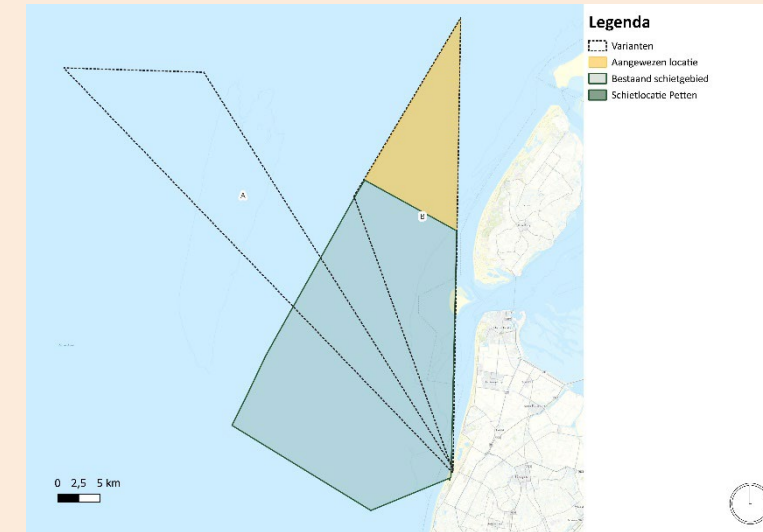 Legenda
Varianten
Aangewezen locatie
Bestaand schietgebied
Schietlocatie Petten
A
B
0 2,5 5 km